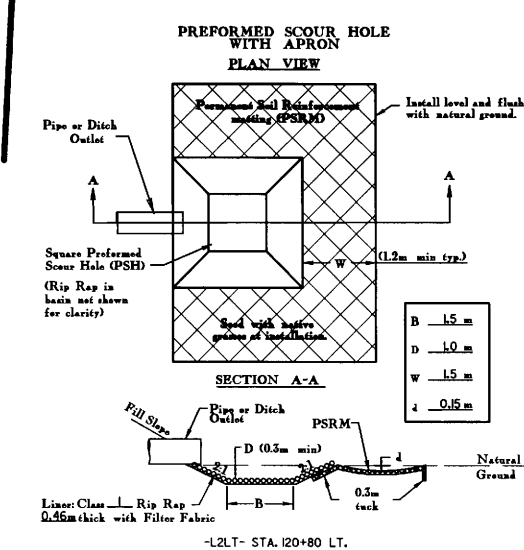 PREFORMED SCOUR HOLE
WITH APRON
PLAN VIEW
Permanent Soil Reinforcement
matting (PSRM)
Install level and flush
with natural ground.
Pipe or Ditch
Outlet
A
A
Square Preformed
Scour Hole (PSH)
(Rip Rap in
basin not shown
for clarity)
W
(1.2m min typ.)
Seed with native
grasses at installation.
B 1.5 m
D 1.0 m
W 1.5 m
d 0.15 m
SECTION A-A
Fill Slope
Pipe or Ditch
Outlet
PSRM
d
D (0.3m min)
2:1
2:1
Natural
Ground
B
0.3m
tuck
Liner: Class I Rip Rap
0.46m thick with Filter Fabric
-L2LT- STA. 120+80 LT.